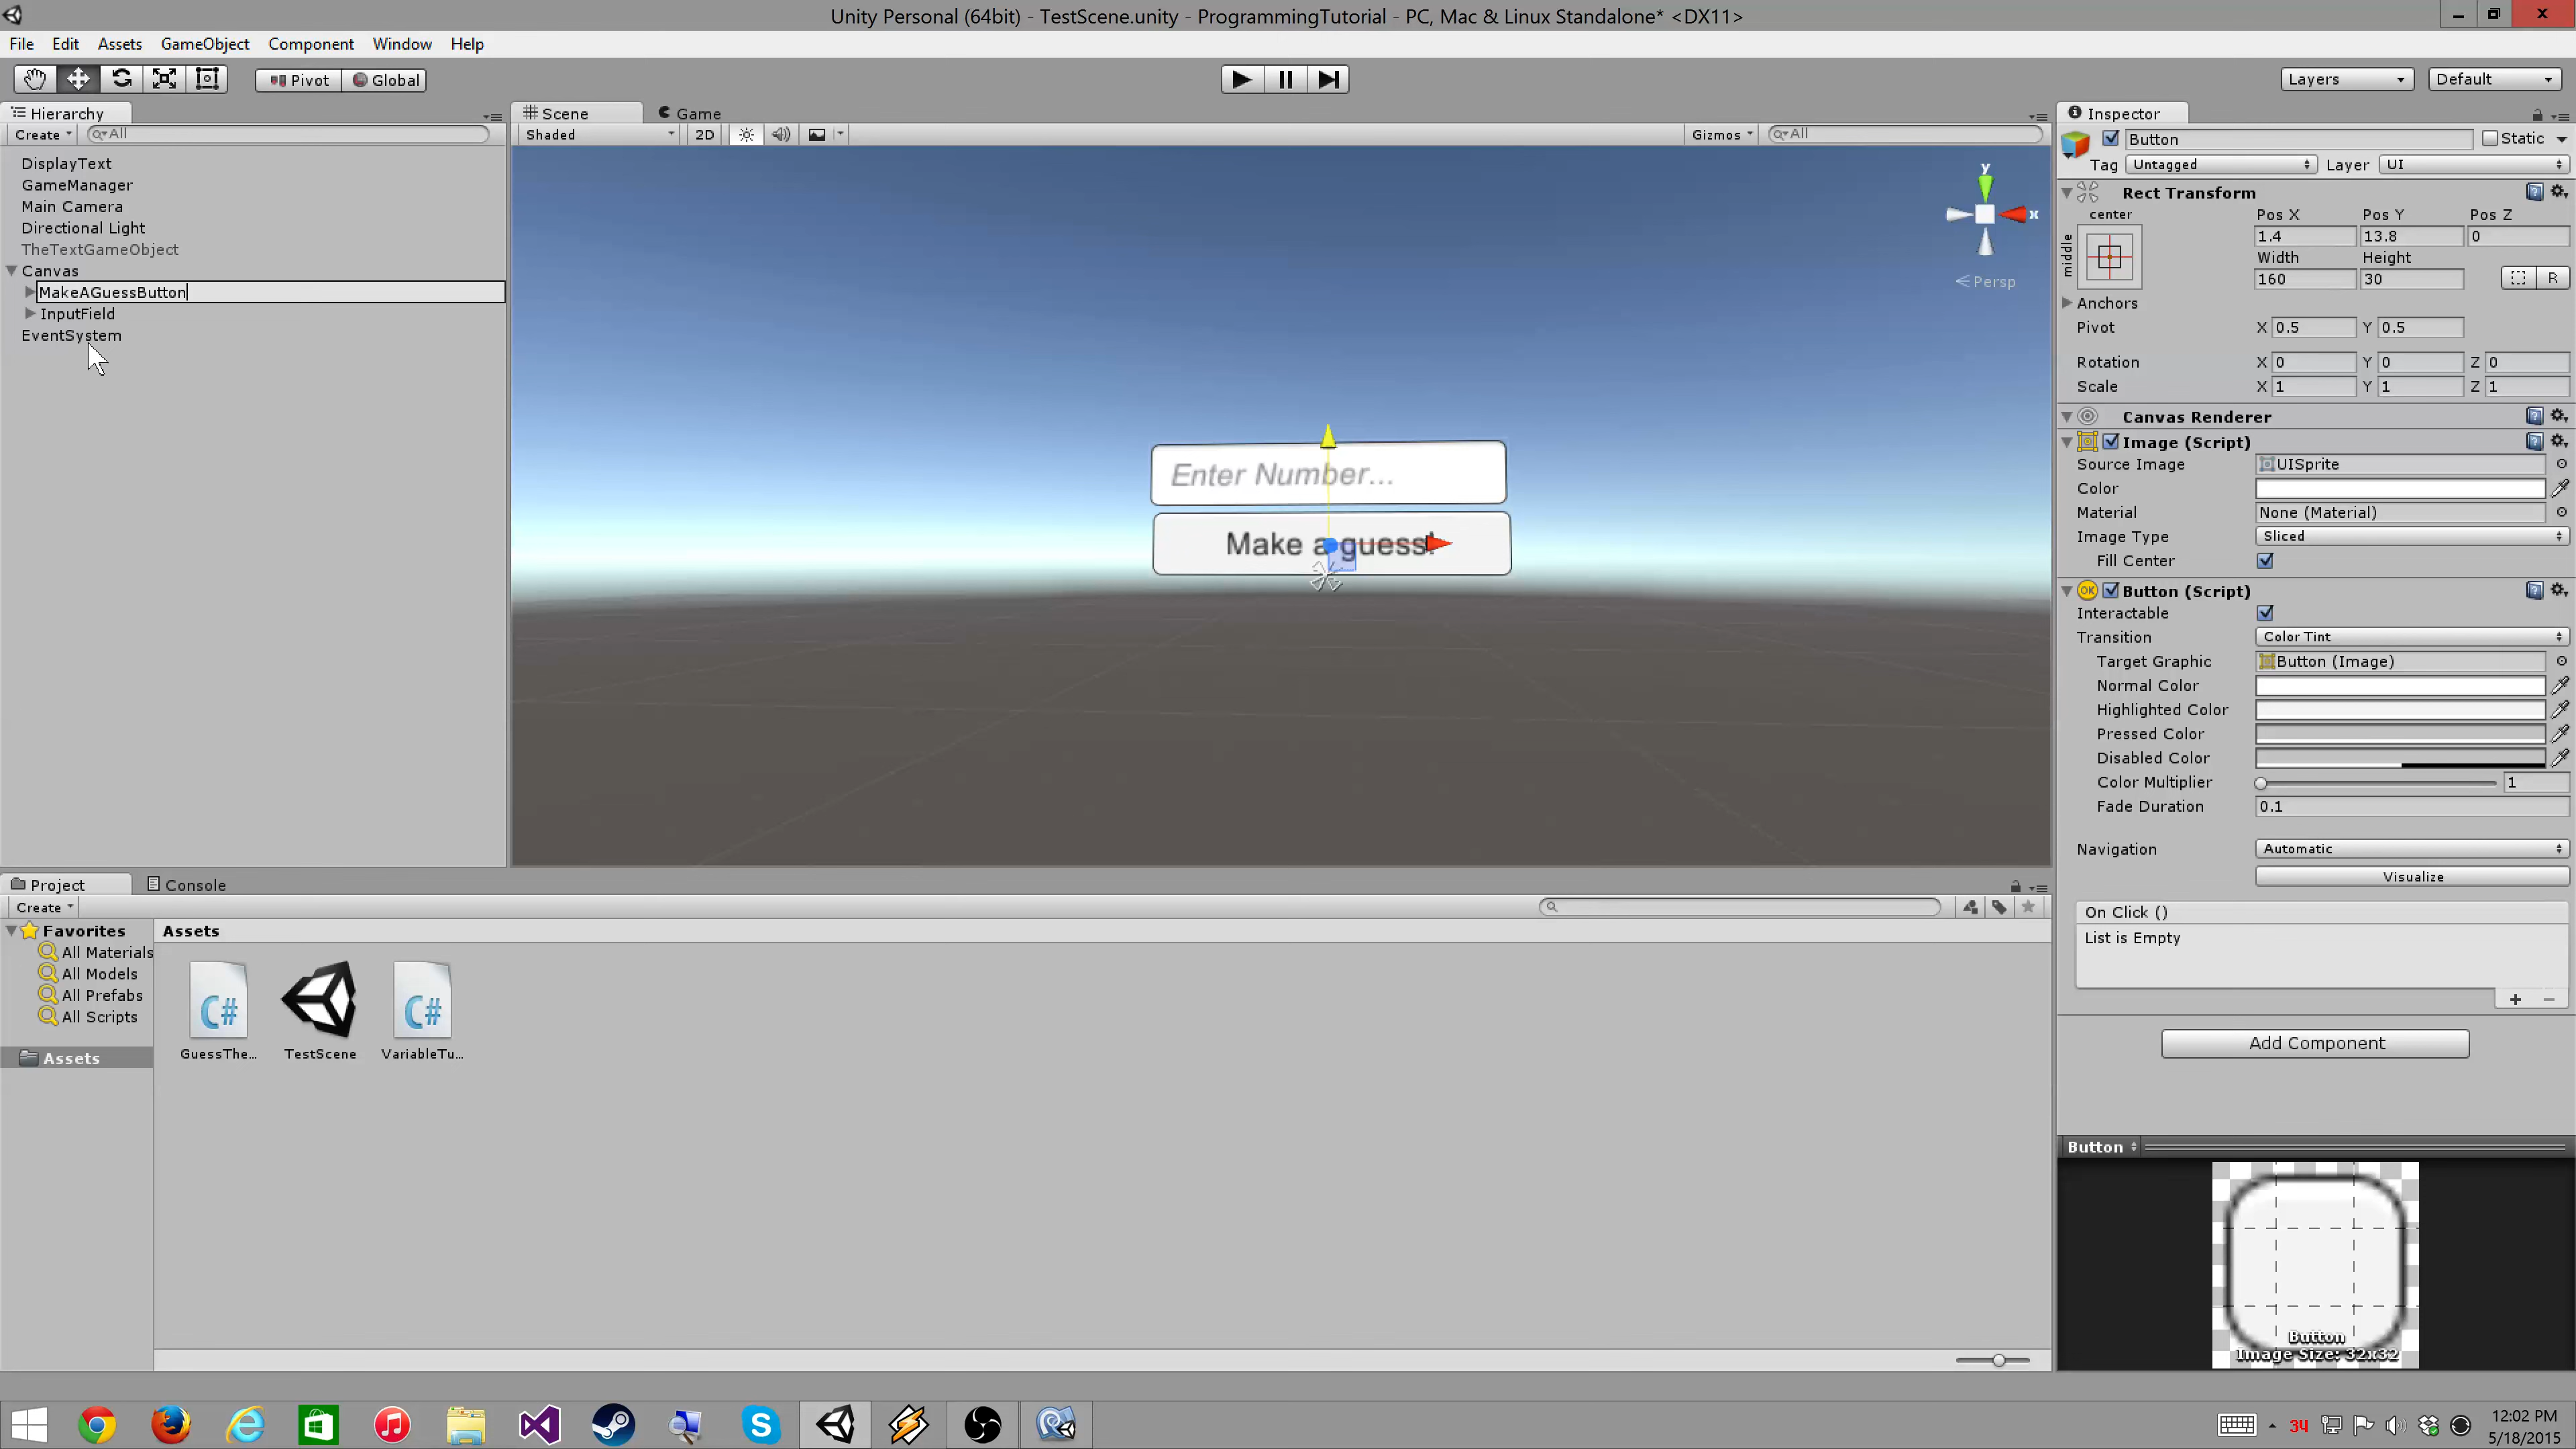 Unity Personal (64bit) - TestScene.unity - ProgrammingTutorial - PC, Mac & Linux Standalone* <DX11>
File Edit Assets GameObject Component Window Help
Pivot Global Layers Default
Hierarchy
Create All
DisplayText
GameManager
Main Camera
Directional Light
TheTextGameObject
Canvas
MakeAGuessButton
InputField
EventSystem
Scene Game
Shaded 2D Gizmos All
y
x
Persp
Enter Number...
Make a guess!
Inspector
Button Static
Tag Untagged Layer UI
Rect Transform
center
middle
Pos X Pos Y Pos Z
1.4 13.8 0
Width Height
160 30 R
Anchors
Pivot X 0.5 Y 0.5
Rotation X 0 Y 0 Z 0
Scale X 1 Y 1 Z 1
Canvas Renderer
Image (Script)
Source Image UISprite
Color
Material None (Material)
Image Type Sliced
Fill Center
OK Button (Script)
Interactable
Transition Color Tint
Target Graphic Button (Image)
Normal Color
Highlighted Color
Pressed Color
Disabled Color
Color Multiplier 1
Fade Duration 0.1
Navigation Automatic
Visualize
On Click ()
List is Empty
+ −
Add Component
Button
Button
Image Size: 32x32
Project Console
Create
Favorites
All Materials
All Models
All Prefabs
All Scripts
Assets
Assets
C# C#
GuessThe... TestScene VariableTu...
34
12:02 PM
5/18/2015